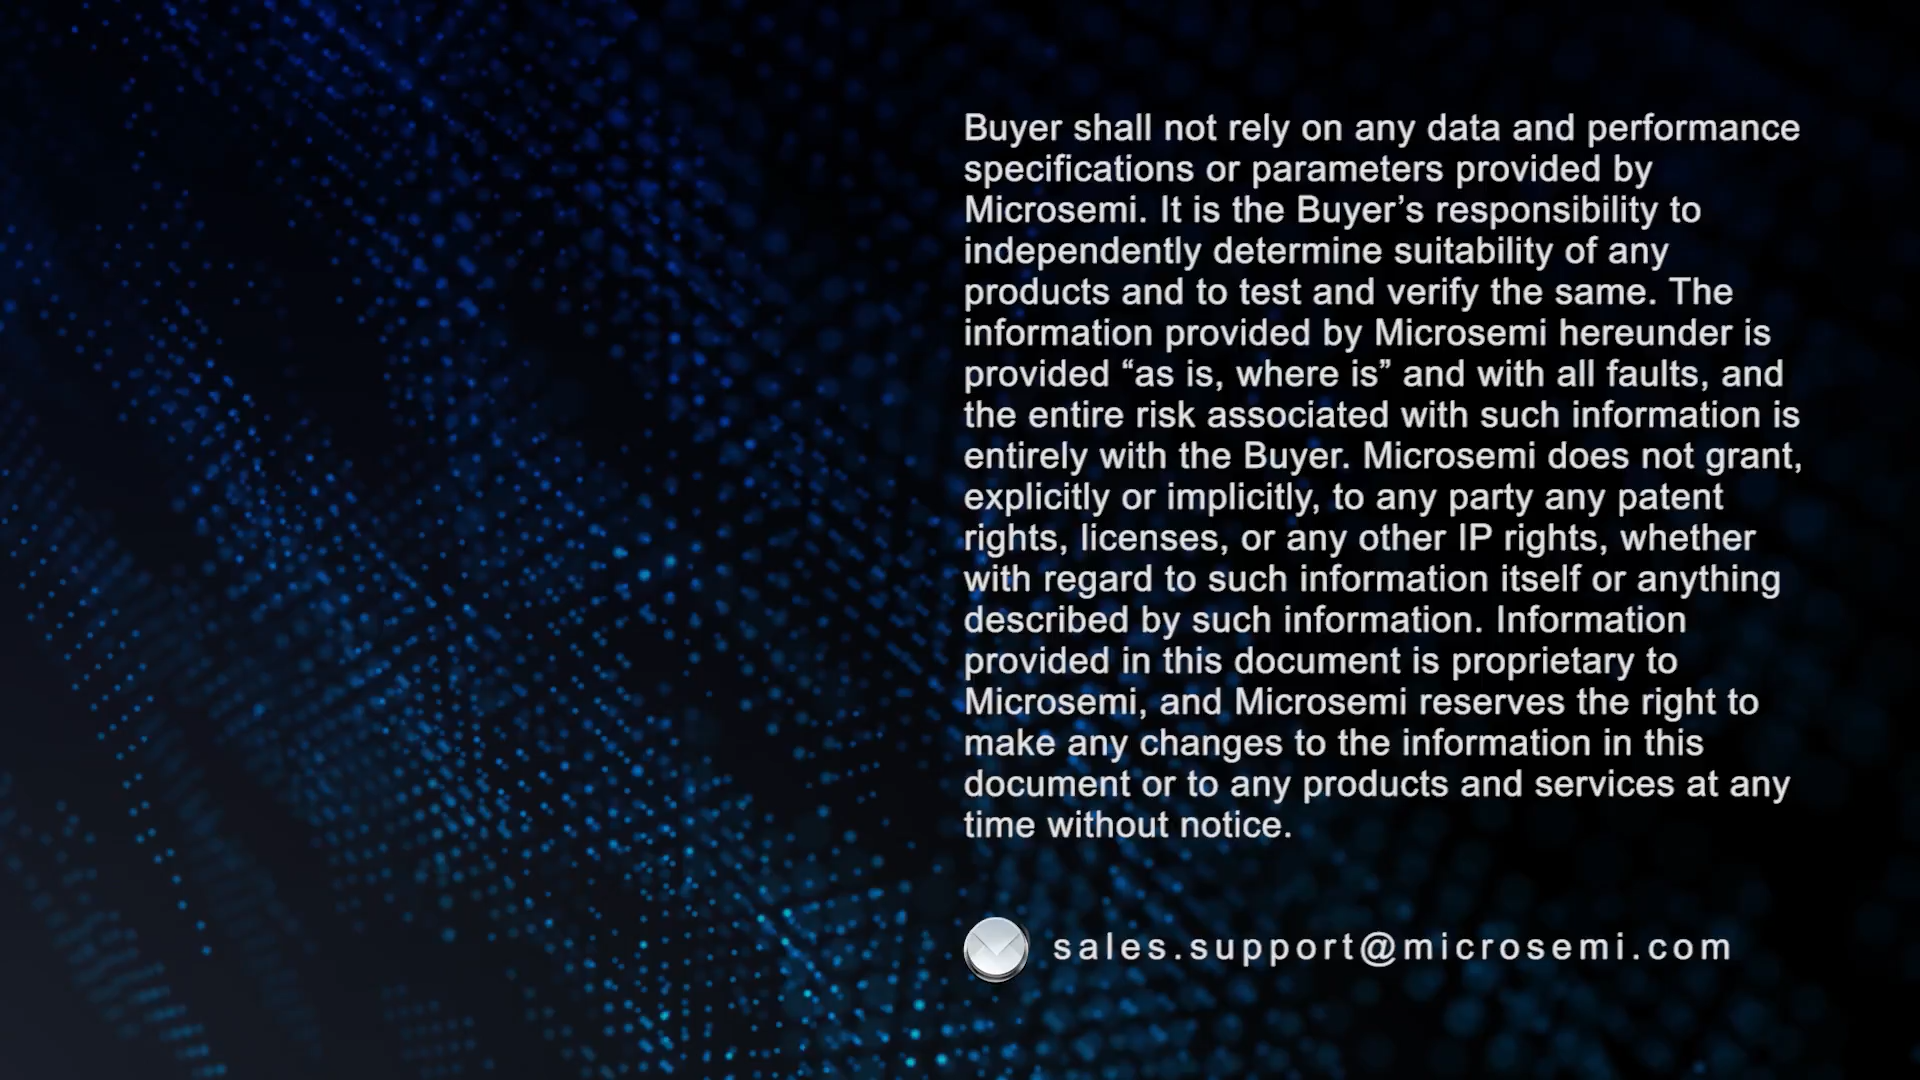 Buyer shall not rely on any data and performance
specifications or parameters provided by
Microsemi. It is the Buyer’s responsibility to
independently determine suitability of any
products and to test and verify the same. The
information provided by Microsemi hereunder is
provided “as is, where is” and with all faults, and
the entire risk associated with such information is
entirely with the Buyer. Microsemi does not grant,
explicitly or implicitly, to any party any patent
rights, licenses, or any other IP rights, whether
with regard to such information itself or anything
described by such information. Information
provided in this document is proprietary to
Microsemi, and Microsemi reserves the right to
make any changes to the information in this
document or to any products and services at any
time without notice.
sales.support@microsemi.com